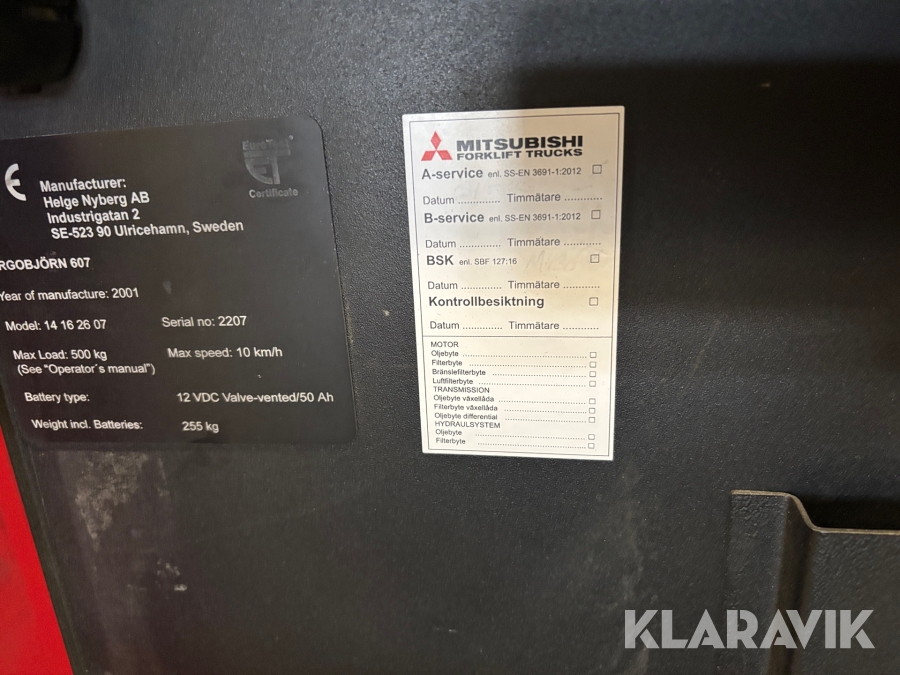 Manufacturer:
Helge Nyberg AB
Industrigatan 2
SE-523 90 Ulricehamn, Sweden
Certificate
RGOBJÖRN 607
Year of manufacture: 2001
Model: 14 16 26 07 Serial no: 2207
Max Load: 500 kg Max speed: 10 km/h
(See "Operator´s manual")
Battery type: 12 VDC Valve-vented/50 Ah
Weight incl. Batteries: 255 kg
MITSUBISHI
FORKLIFT TRUCKS
A-service enl. SS-EN 3691-1:2012
Datum ............. Timmätare ............
B-service enl. SS-EN 3691-1:2012
Datum ............. Timmätare ............
BSK enl. SBF 127:16
Datum ............. Timmätare ............
Kontrollbesiktning
Datum ............. Timmätare ............
MOTOR
Oljebyte
Filterbyte
Bränslefilterbyte
Luftfilterbyte
TRANSMISSION
Oljebyte växellåda
Filterbyte växellåda
Oljebyte differential
HYDRAULSYSTEM
Oljebyte
Filterbyte
KLARAVIK